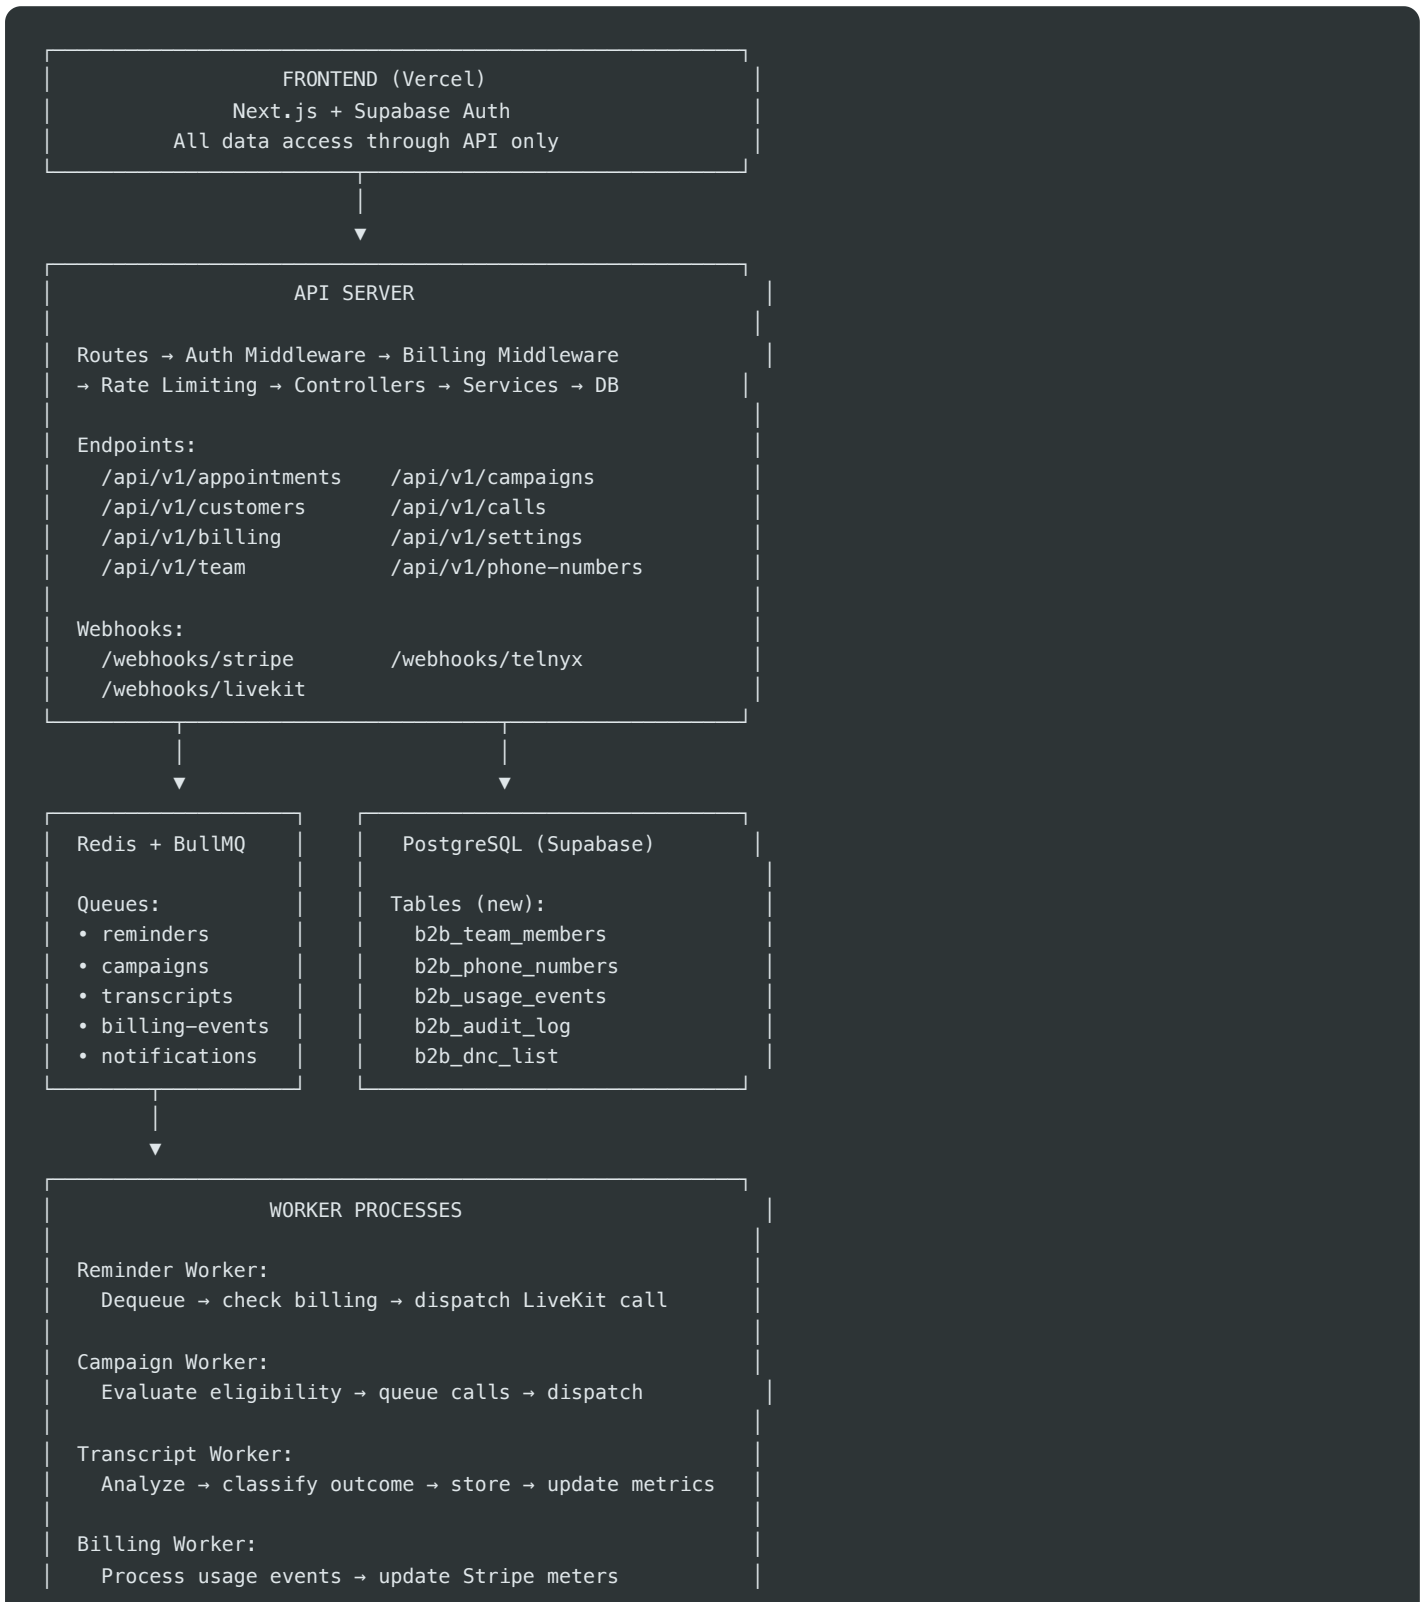 FRONTEND (Vercel)
Next.js + Supabase Auth
All data access through API only
API SERVER
Routes → Auth Middleware → Billing Middleware
→ Rate Limiting → Controllers → Services → DB
Endpoints:
/api/v1/appointments /api/v1/campaigns
/api/v1/customers /api/v1/calls
/api/v1/billing /api/v1/settings
/api/v1/team /api/v1/phone-numbers
Webhooks:
/webhooks/stripe /webhooks/telnyx
/webhooks/livekit
Redis + BullMQ
Queues:
• reminders
• campaigns
• transcripts
• billing-events
• notifications
PostgreSQL (Supabase)
Tables (new):
b2b_team_members
b2b_phone_numbers
b2b_usage_events
b2b_audit_log
b2b_dnc_list
WORKER PROCESSES
Reminder Worker:
Dequeue → check billing → dispatch LiveKit call
Campaign Worker:
Evaluate eligibility → queue calls → dispatch
Transcript Worker:
Analyze → classify outcome → store → update metrics
Billing Worker:
Process usage events → update Stripe meters